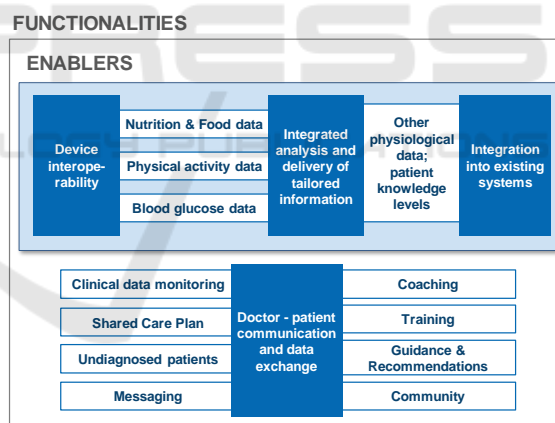 FUNCTIONALITIES
ENABLERS
Device
interope-
rability
Nutrition & Food data
Physical activity data
Blood glucose data
Integrated
analysis and
delivery of
tailored
information
Other
physiological
data;
patient
knowledge
levels
Integration
into existing
systems
Clinical data monitoring
Shared Care Plan
Undiagnosed patients
Messaging
Doctor - patient
communication
and data
exchange
Coaching
Training
Guidance &
Recommendations
Community